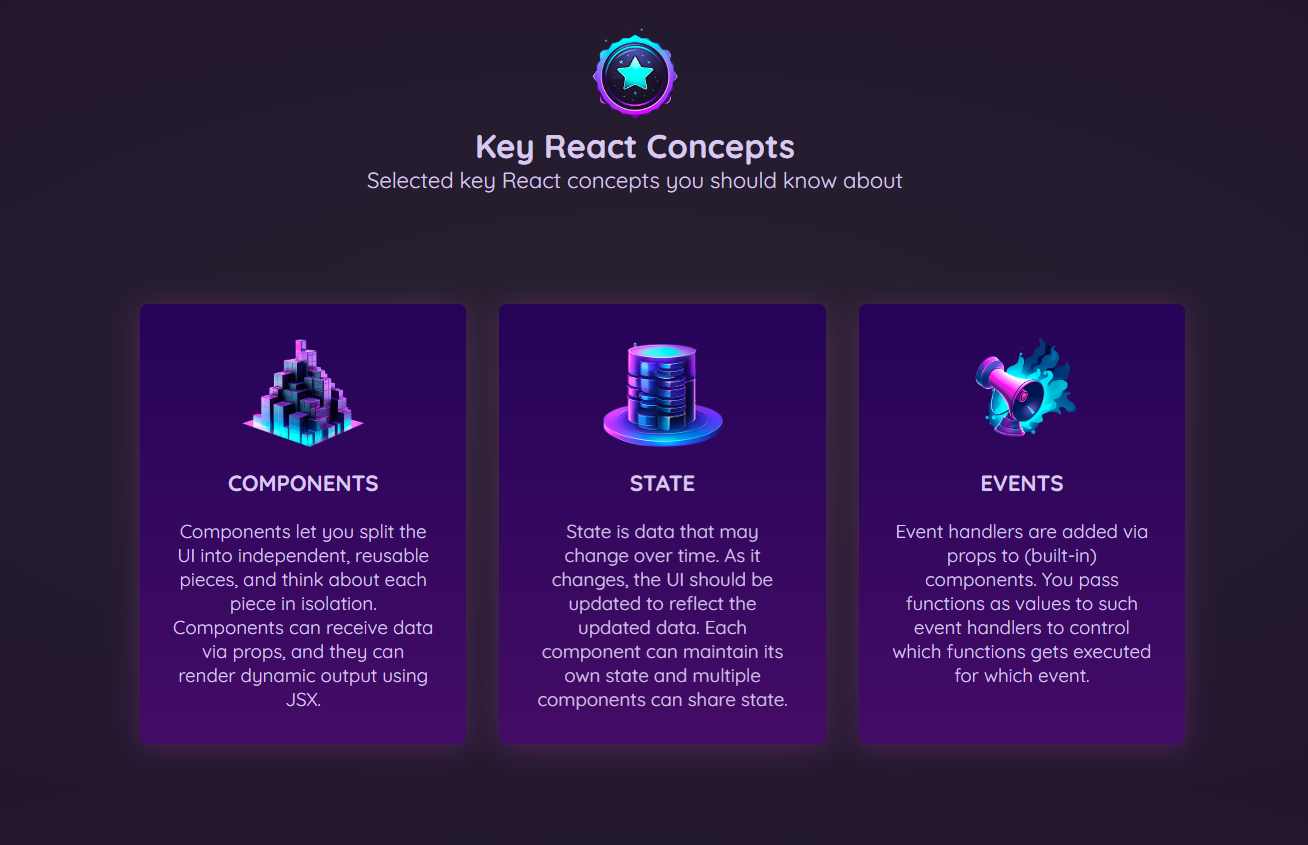 Key React Concepts
Selected key React concepts you should know about
COMPONENTS
Components let you split the
UI into independent, reusable
pieces, and think about each
piece in isolation.
Components can receive data
via props, and they can
render dynamic output using
JSX.
STATE
State is data that may
change over time. As it
changes, the UI should be
updated to reflect the
updated data. Each
component can maintain its
own state and multiple
components can share state.
EVENTS
Event handlers are added via
props to (built-in)
components. You pass
functions as values to such
event handlers to control
which functions gets executed
for which event.